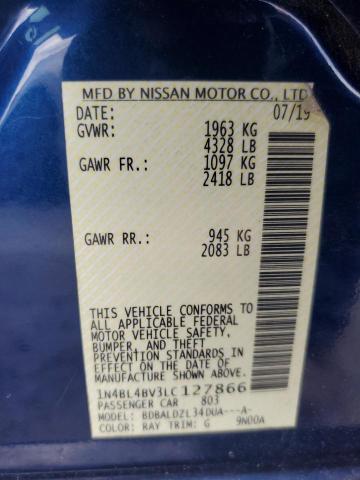 MFD BY NISSAN MOTOR CO., LTD
DATE: 07/19
GVWR: 1963 KG
4328 LB
GAWR FR.: 1097 KG
2418 LB
GAWR RR.: 945 KG
2083 LB
THIS VEHICLE CONFORMS TO
ALL APPLICABLE FEDERAL
MOTOR VEHICLE SAFETY,
BUMPER, AND THEFT
PREVENTION STANDARDS IN
EFFECT ON THE DATE OF
MANUFACTURE SHOWN ABOVE.
1N4BL4BV3LC127866
PASSENGER CAR 803
MODEL: BDBALDZL34DUA---A-
COLOR: RAY TRIM: G 9N00A